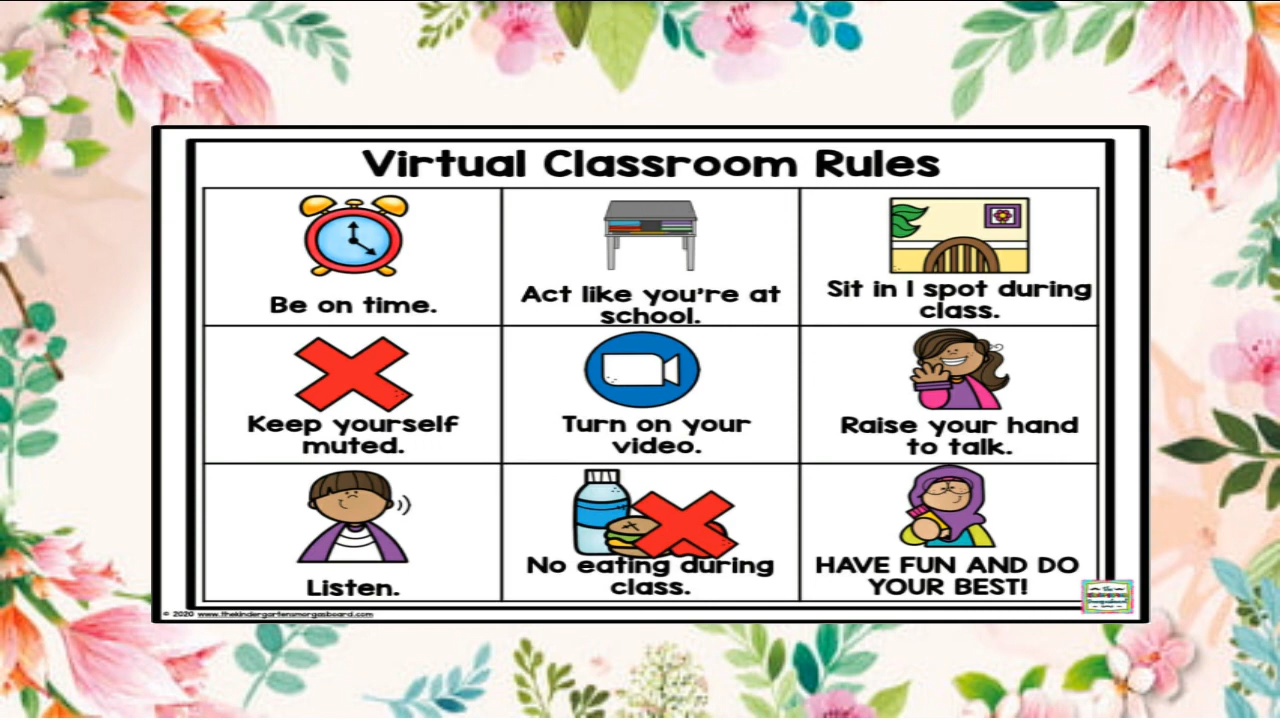 Virtual Classroom Rules
Be on time.
Act like you're at
school.
Sit in 1 spot during
class.
Keep yourself
muted.
Turn on your
video.
Raise your hand
to talk.
Listen.
No eating during
class.
HAVE FUN AND DO
YOUR BEST!
© 2020 www.thekindergartensmorgasboard.com